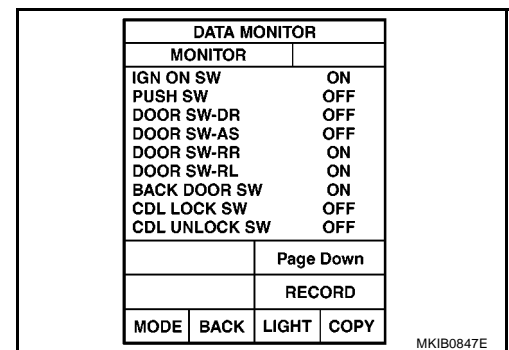 DATA MONITOR
MONITOR
IGN ON SW ON
PUSH SW OFF
DOOR SW-DR OFF
DOOR SW-AS OFF
DOOR SW-RR ON
DOOR SW-RL ON
BACK DOOR SW ON
CDL LOCK SW OFF
CDL UNLOCK SW OFF
Page Down
RECORD
MODE BACK LIGHT COPY
MKIB0847E